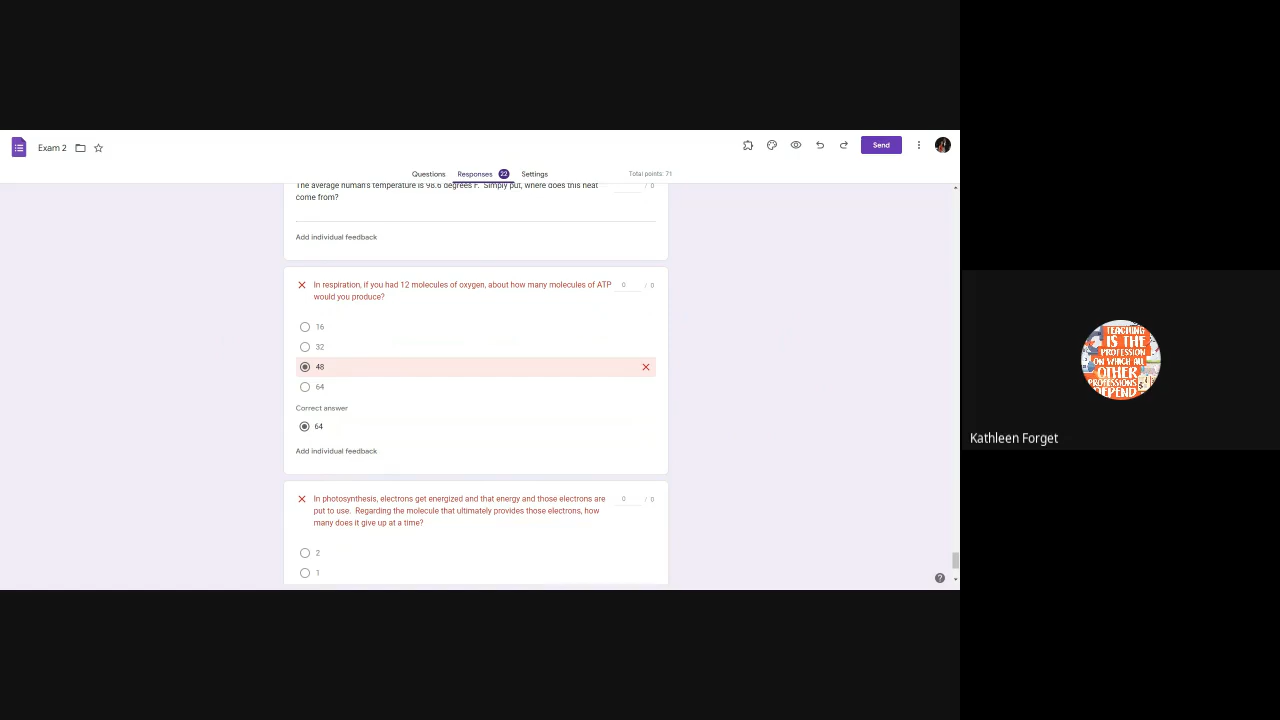 Exam 2
Send
Questions
Responses 22
Settings
Total points: 71
The average human's temperature is 98.6 degrees F. Simply put, where does this heat
come from?
/ 0
Add individual feedback
In respiration, if you had 12 molecules of oxygen, about how many molecules of ATP
would you produce?
0 / 0
16
32
48
64
Correct answer
64
Add individual feedback
In photosynthesis, electrons get energized and that energy and those electrons are
put to use. Regarding the molecule that ultimately provides those electrons, how
many does it give up at a time?
0 / 0
2
1
TEACHING
IS THE
PROFESSION
ON WHICH ALL
OTHER
PROFESSIONS
DEPEND
Kathleen Forget